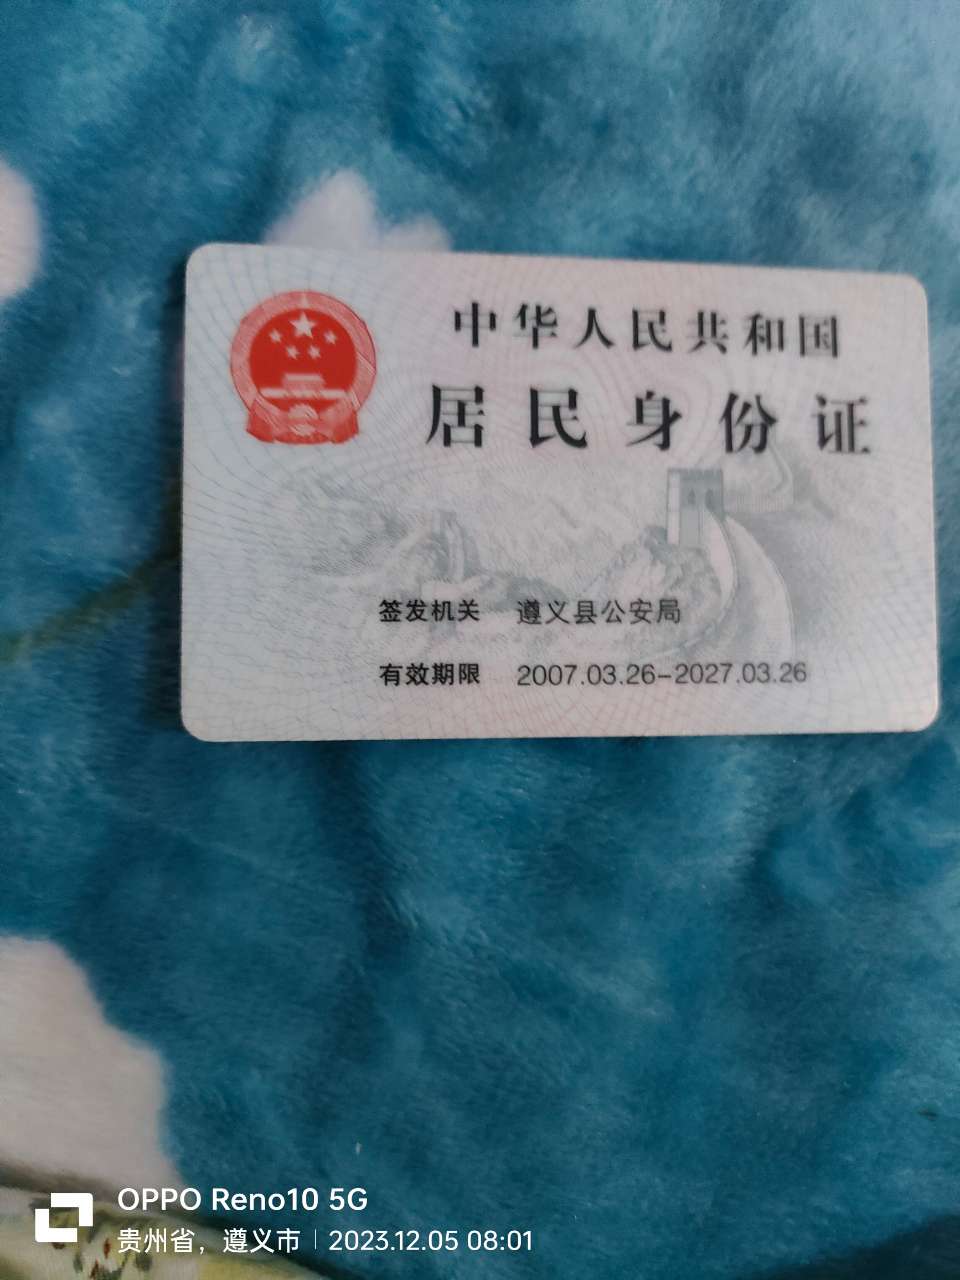 中华人民共和国
居民身份证
签发机关 遵义县公安局
有效期限 2007.03.26-2027.03.26
OPPO Reno10 5G
贵州省，遵义市 | 2023.12.05 08:01